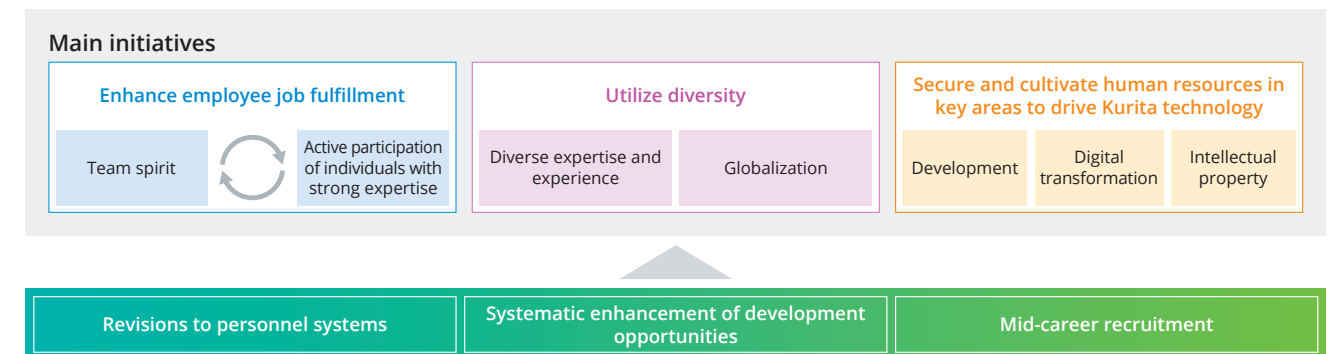 Main initiatives
Enhance employee job fulfillment
Team spirit
Active participation
of individuals with
strong expertise
Utilize diversity
Diverse expertise and
experience
Globalization
Secure and cultivate human resources in
key areas to drive Kurita technology
Development
Digital
transformation
Intellectual
property
Revisions to personnel systems
Systematic enhancement of development
opportunities
Mid-career recruitment